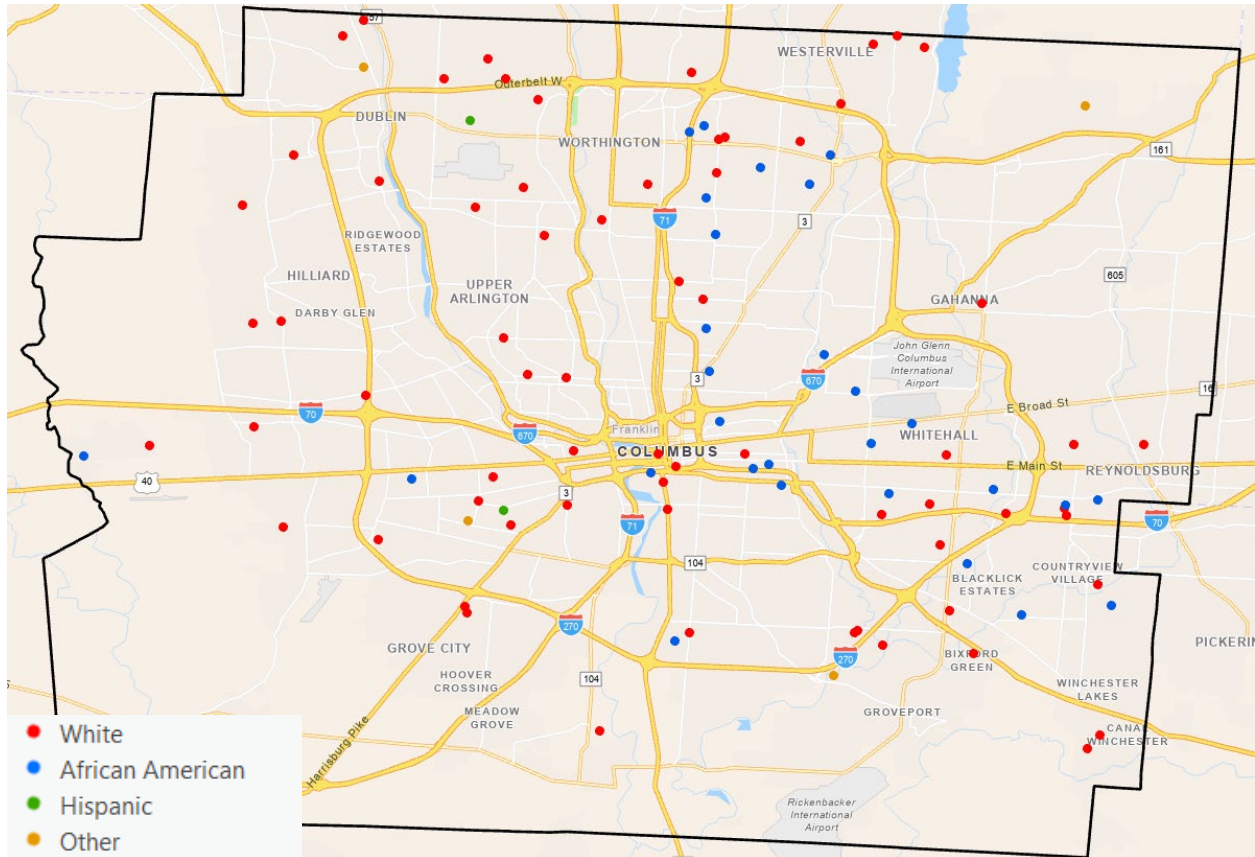 257
WESTERVILLE
Outerbelt W
DUBLIN
WORTHINGTON
161
3
71
RIDGEWOOD
ESTATES
HILLIARD
605
UPPER
ARLINGTON
GAHANNA
DARBY GLEN
John Glenn
Columbus
International
Airport
3
670
16
70
E Broad St
Franklin
670
WHITEHALL
COLUMBUS
E Main St
REYNOLDSBURG
40
3
71
70
104
COUNTRYVIEW
VILLAGE
BLACKLICK
ESTATES
270
GROVE CITY
PICKERIN
BIXFORD
GREEN
270
HOOVER
CROSSING
104
WINCHESTER
LAKES
MEADOW
GROVE
GROVEPORT
CANAL
WINCHESTER
Harrisburg Pike
Rickenbacker
International
Airport
White
African American
Hispanic
Other